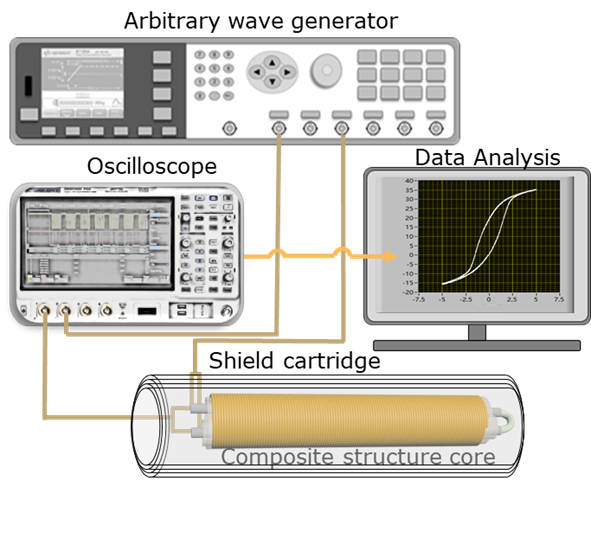 Arbitrary wave generator
Oscilloscope
Data Analysis
40
35
30
25
20
15
10
5
0
-5
-10
-15
-20
-7.5 -5 -2.5 0 2.5 5 7.5
Shield cartridge
Composite structure core